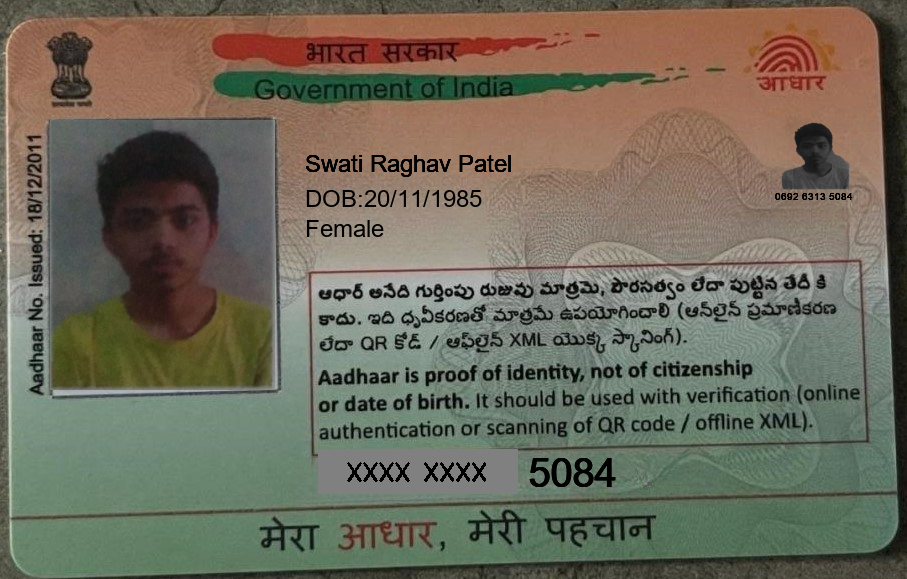 भारत सरकार
Government of India
आधार
Aadhaar No. Issued: 18/12/2011
Swati Raghav Patel
DOB:20/11/1985
Female
0692 6313 5084
ఆధార్ అనేది గుర్తింపు రుజువు మాత్రమే, పౌరసత్వం లేదా పుట్టిన తేదీ కి
కాదు. ఇది ధృవీకరణతో మాత్రమే ఉపయోగించాలి (ఆన్‌లైన్ ప్రమాణీకరణ
లేదా QR కోడ్ / ఆఫ్‌లైన్ XML యొక్క స్కానింగ్).
Aadhaar is proof of identity, not of citizenship
or date of birth. It should be used with verification (online
authentication or scanning of QR code / offline XML).
XXXX XXXX 5084
मेरा आधार, मेरी पहचान